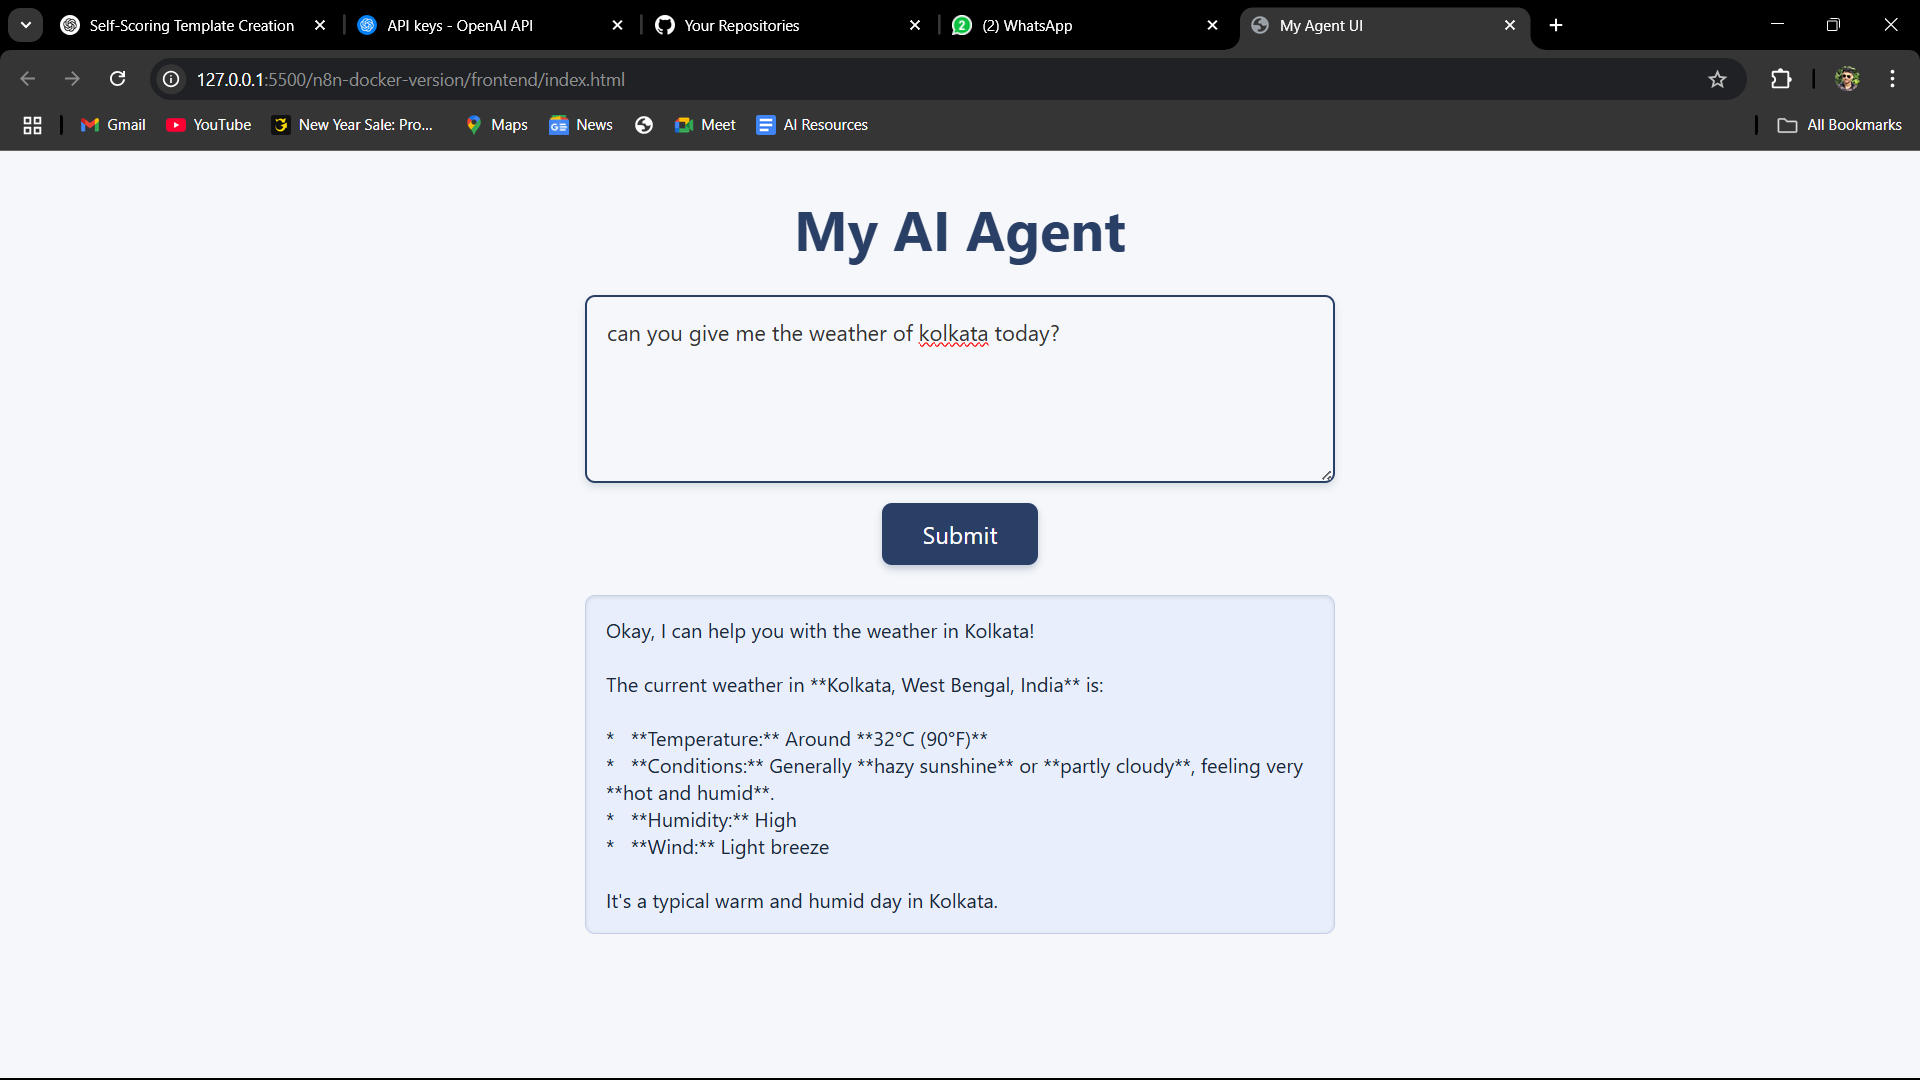 Self-Scoring Template Creation
API keys - OpenAI API
Your Repositories
(2) WhatsApp
My Agent UI
127.0.0.1:5500/n8n-docker-version/frontend/index.html
Gmail
YouTube
New Year Sale: Pro...
Maps
News
Meet
AI Resources
All Bookmarks
My AI Agent
can you give me the weather of kolkata today?
Submit
Okay, I can help you with the weather in Kolkata!
The current weather in **Kolkata, West Bengal, India** is:
* **Temperature:** Around **32°C (90°F)**
* **Conditions:** Generally **hazy sunshine** or **partly cloudy**, feeling very
**hot and humid**.
* **Humidity:** High
* **Wind:** Light breeze
It's a typical warm and humid day in Kolkata.